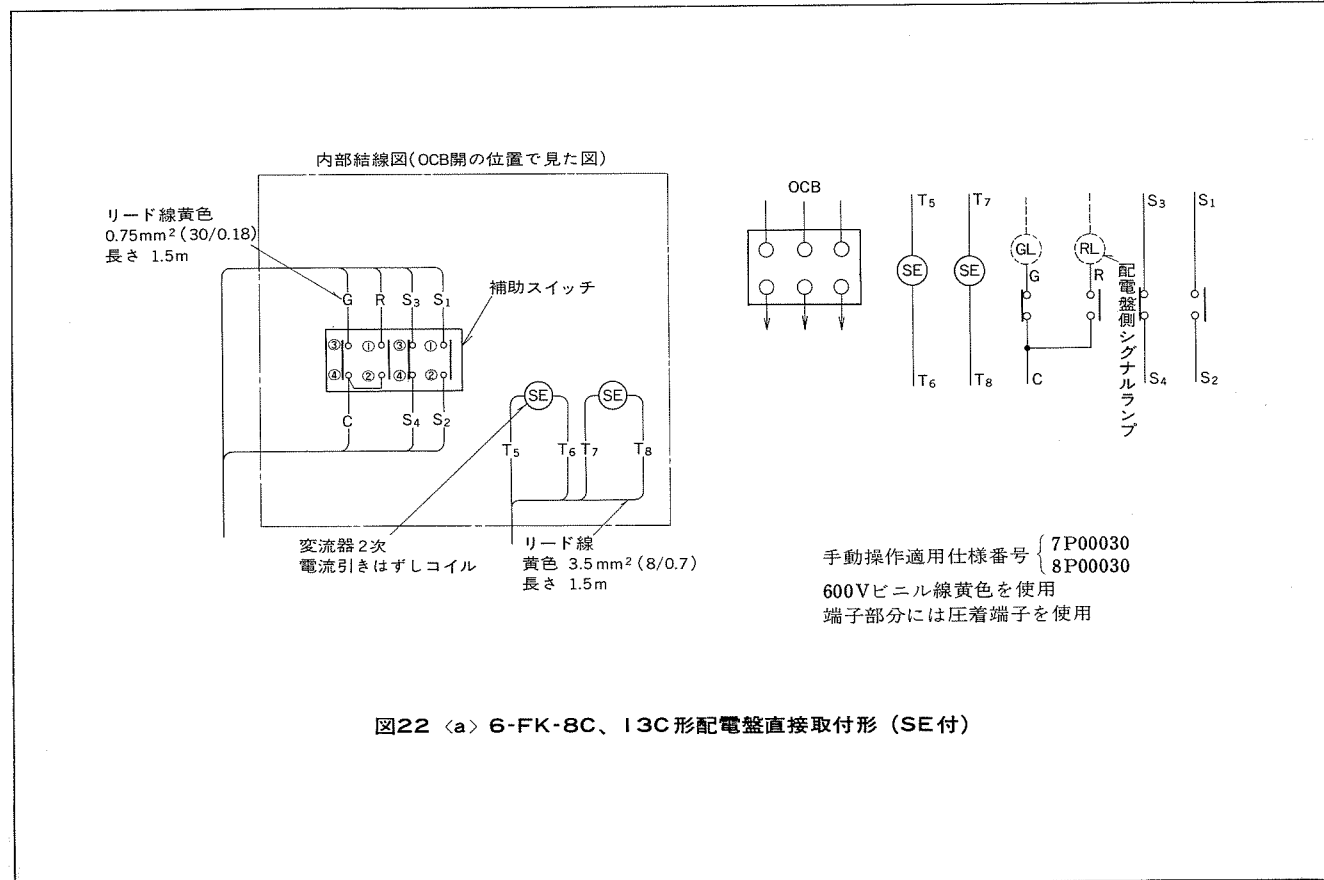 内部結線図(OCB開の位置で見た図)
リード線黄色
0.75mm²(30/0.18)
長さ 1.5m
G R S₃ S₁
補助スイッチ
③ ① ③ ①
④ ② ④ ②
C S₄ S₂
SE SE
T₅ T₆ T₇ T₈
変流器2次
電流引きはずしコイル
リード線
黄色 3.5mm²(8/0.7)
長さ 1.5m
OCB
T₅ T₇ S₃ S₁
GL RL
SE SE
G R
配電盤側シグナルランプ
T₆ T₈ C S₄ S₂
手動操作適用仕様番号 { 7P00030
8P00030
600Vビニル線黄色を使用
端子部分には圧着端子を使用
図22 〈a〉 6-FK-8C、13C形配電盤直接取付形（SE付）